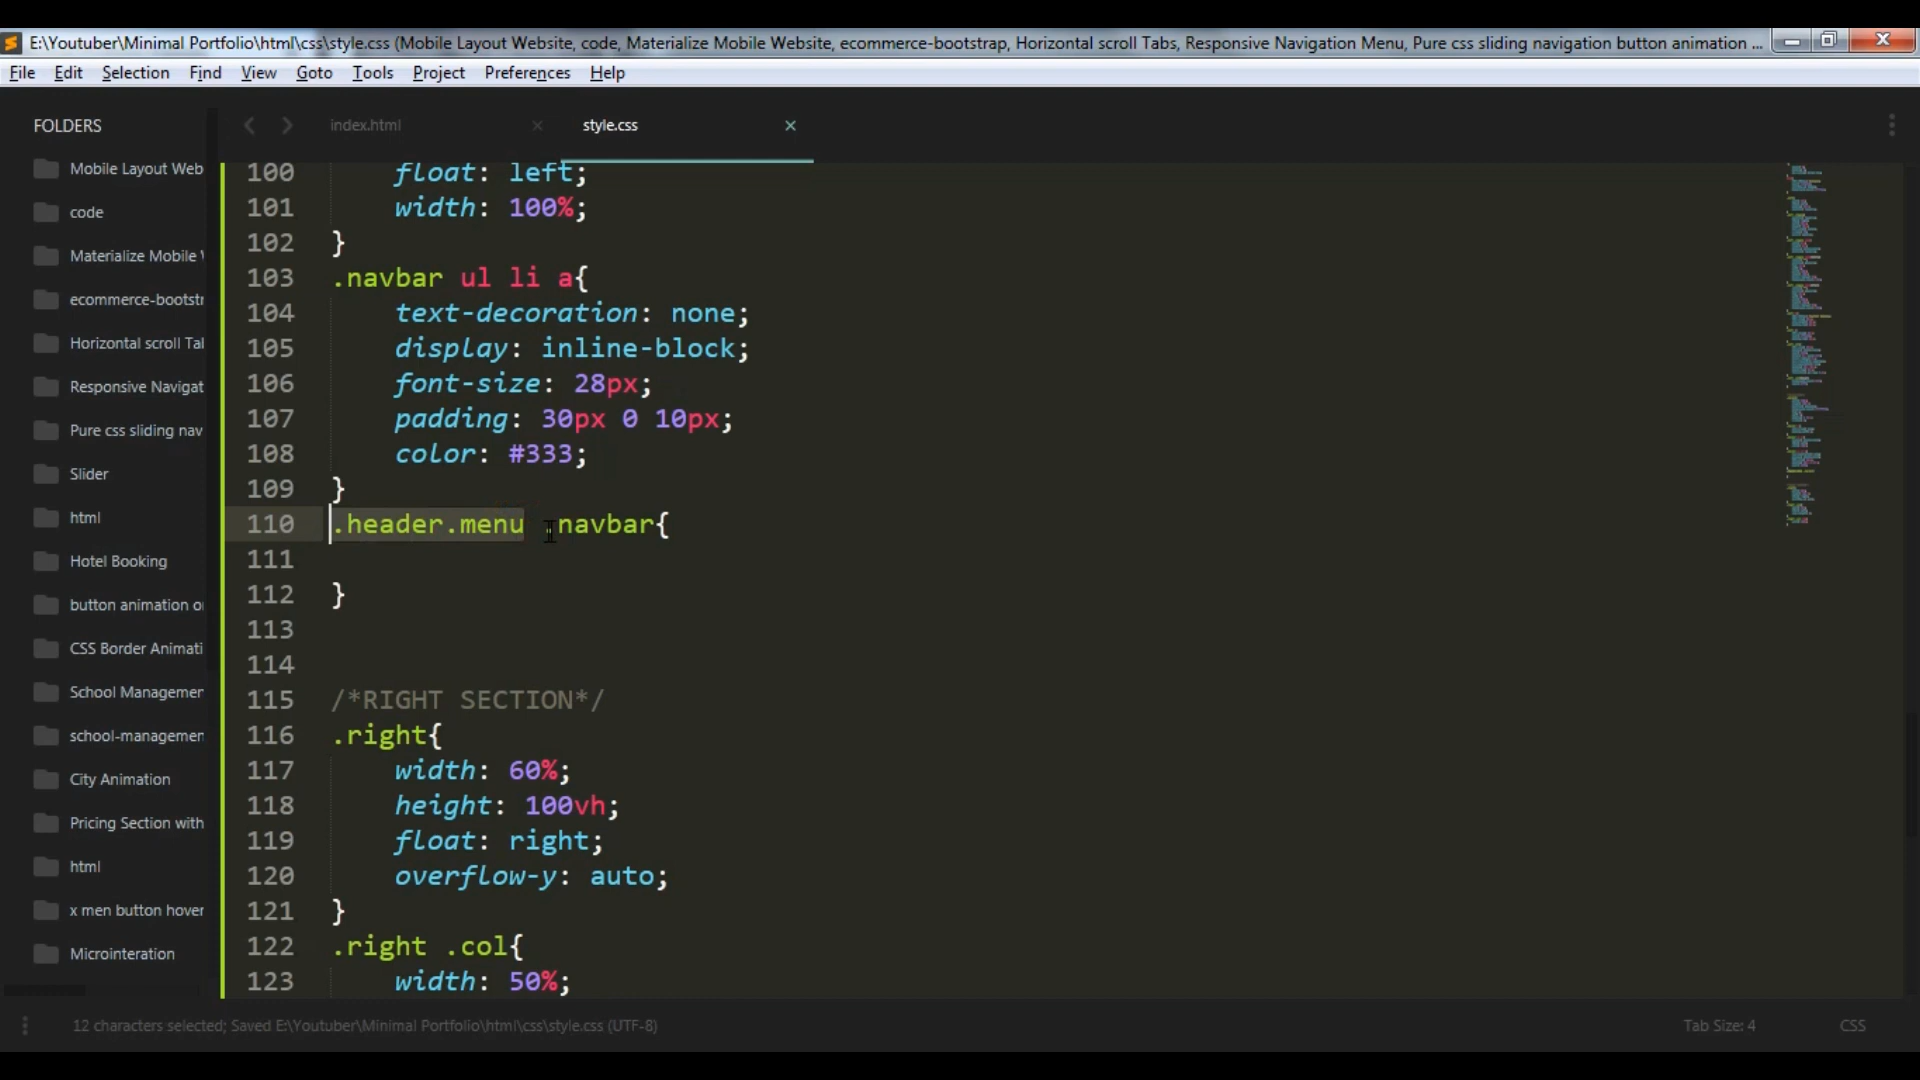 E:\Youtuber\Minimal Portfolio\html\css\style.css (Mobile Layout Website, code, Materialize Mobile Website, ecommerce-bootstrap, Horizontal scroll Tabs, Responsive Navigation Menu, Pure css sliding navigation button animation ...
File Edit Selection Find View Goto Tools Project Preferences Help
FOLDERS
Mobile Layout Web
code
Materialize Mobile
ecommerce-bootstr
Horizontal scroll Ta
Responsive Navigat
Pure css sliding nav
Slider
html
Hotel Booking
button animation o
CSS Border Animati
School Managemer
school-managemen
City Animation
Pricing Section with
html
x men button hover
Microinteration
index.html
style.css
100 float: left;
101 width: 100%;
102 }
103 .navbar ul li a{
104 text-decoration: none;
105 display: inline-block;
106 font-size: 28px;
107 padding: 30px 0 10px;
108 color: #333;
109 }
110 .header.menu .navbar{
111
112 }
113
114
115 /*RIGHT SECTION*/
116 .right{
117 width: 60%;
118 height: 100vh;
119 float: right;
120 overflow-y: auto;
121 }
122 .right .col{
123 width: 50%;
12 characters selected; Saved E:\Youtuber\Minimal Portfolio\html\css\style.css (UTF-8)
Tab Size: 4
CSS